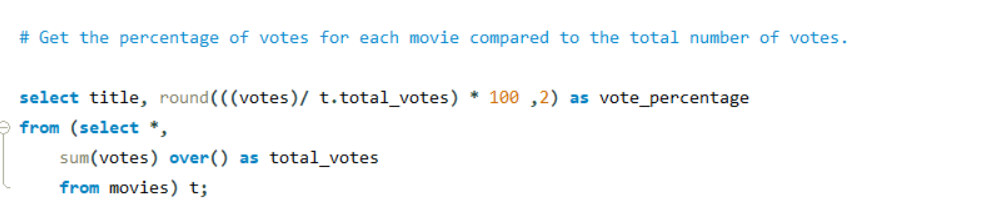 # Get the percentage of votes for each movie compared to the total number of votes.
select title, round(((votes)/ t.total_votes) * 100 ,2) as vote_percentage
from (select *,
sum(votes) over() as total_votes
from movies) t;